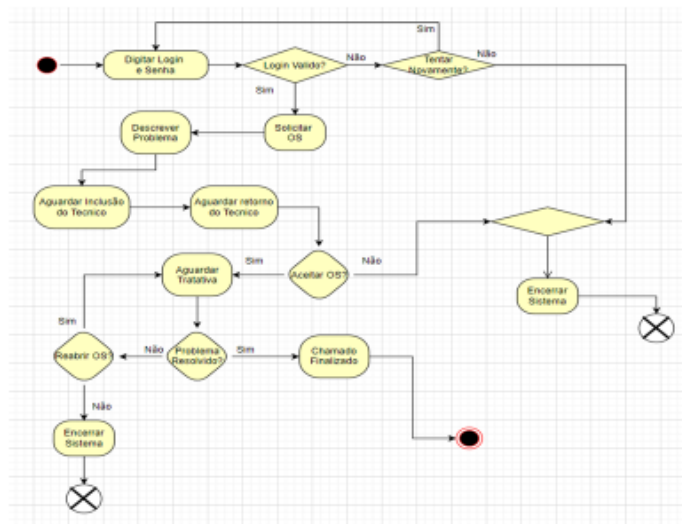 Sim
Digitar Login
e Senha
Login Valido?
Não
Tentar
Novamente?
Não
Sim
Descrever
Problema
Solicitar
OS
Aguardar Inclusão
do Tecnico
Aguardar retorno
do Tecnico
Aguardar
Tratativa
Sim
Aceitar OS?
Não
Encerrar
Sistema
Sim
Reabrir OS?
Não
Problema
Resolvido?
Sim
Chamado
Finalizado
Não
Encerrar
Sistema